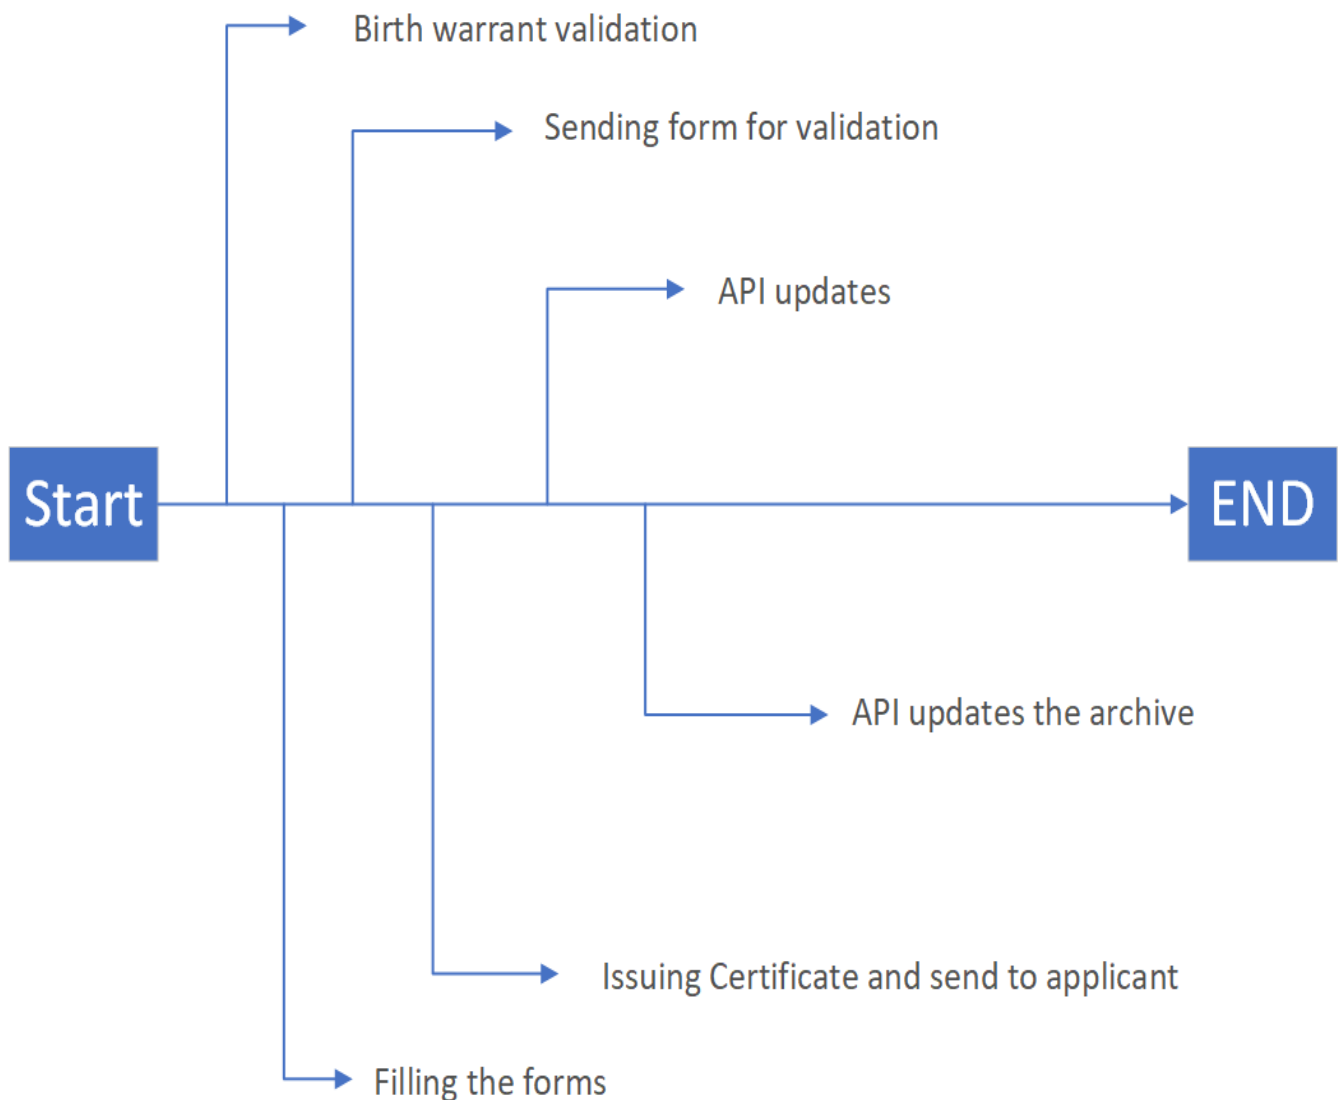 Birth warrant validation
Sending form for validation
API updates
Start
END
API updates the archive
Issuing Certificate and send to applicant
Filling the forms